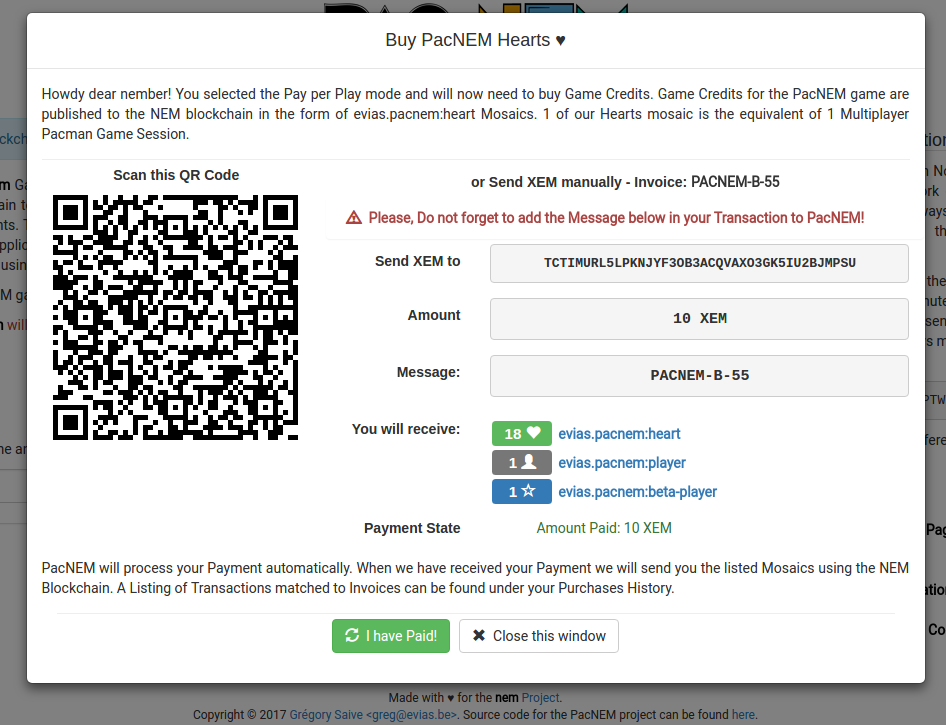 Buy PacNEM Hearts ♥
Howdy dear nember! You selected the Pay per Play mode and will now need to buy Game Credits. Game Credits for the PacNEM game are
published to the NEM blockchain in the form of evias.pacnem:heart Mosaics. 1 of our Hearts mosaic is the equivalent of 1 Multiplayer
Pacman Game Session.
Scan this QR Code
or Send XEM manually - Invoice: PACNEM-B-55
Please, Do not forget to add the Message below in your Transaction to PacNEM!
Send XEM to
TCTIMURL5LPKNJYF3OB3ACQVAXO3GK5IU2BJMPSU
Amount
10 XEM
Message:
PACNEM-B-55
You will receive:
18 ♥ evias.pacnem:heart
1 evias.pacnem:player
1 ☆ evias.pacnem:beta-player
Payment State
Amount Paid: 10 XEM
PacNEM will process your Payment automatically. When we have received your Payment we will send you the listed Mosaics using the NEM
Blockchain. A Listing of Transactions matched to Invoices can be found under your Purchases History.
I have Paid!
✖ Close this window
Made with ♥ for the nem Project.
Copyright © 2017 Grégory Saive <greg@evias.be>. Source code for the PacNEM project can be found here.